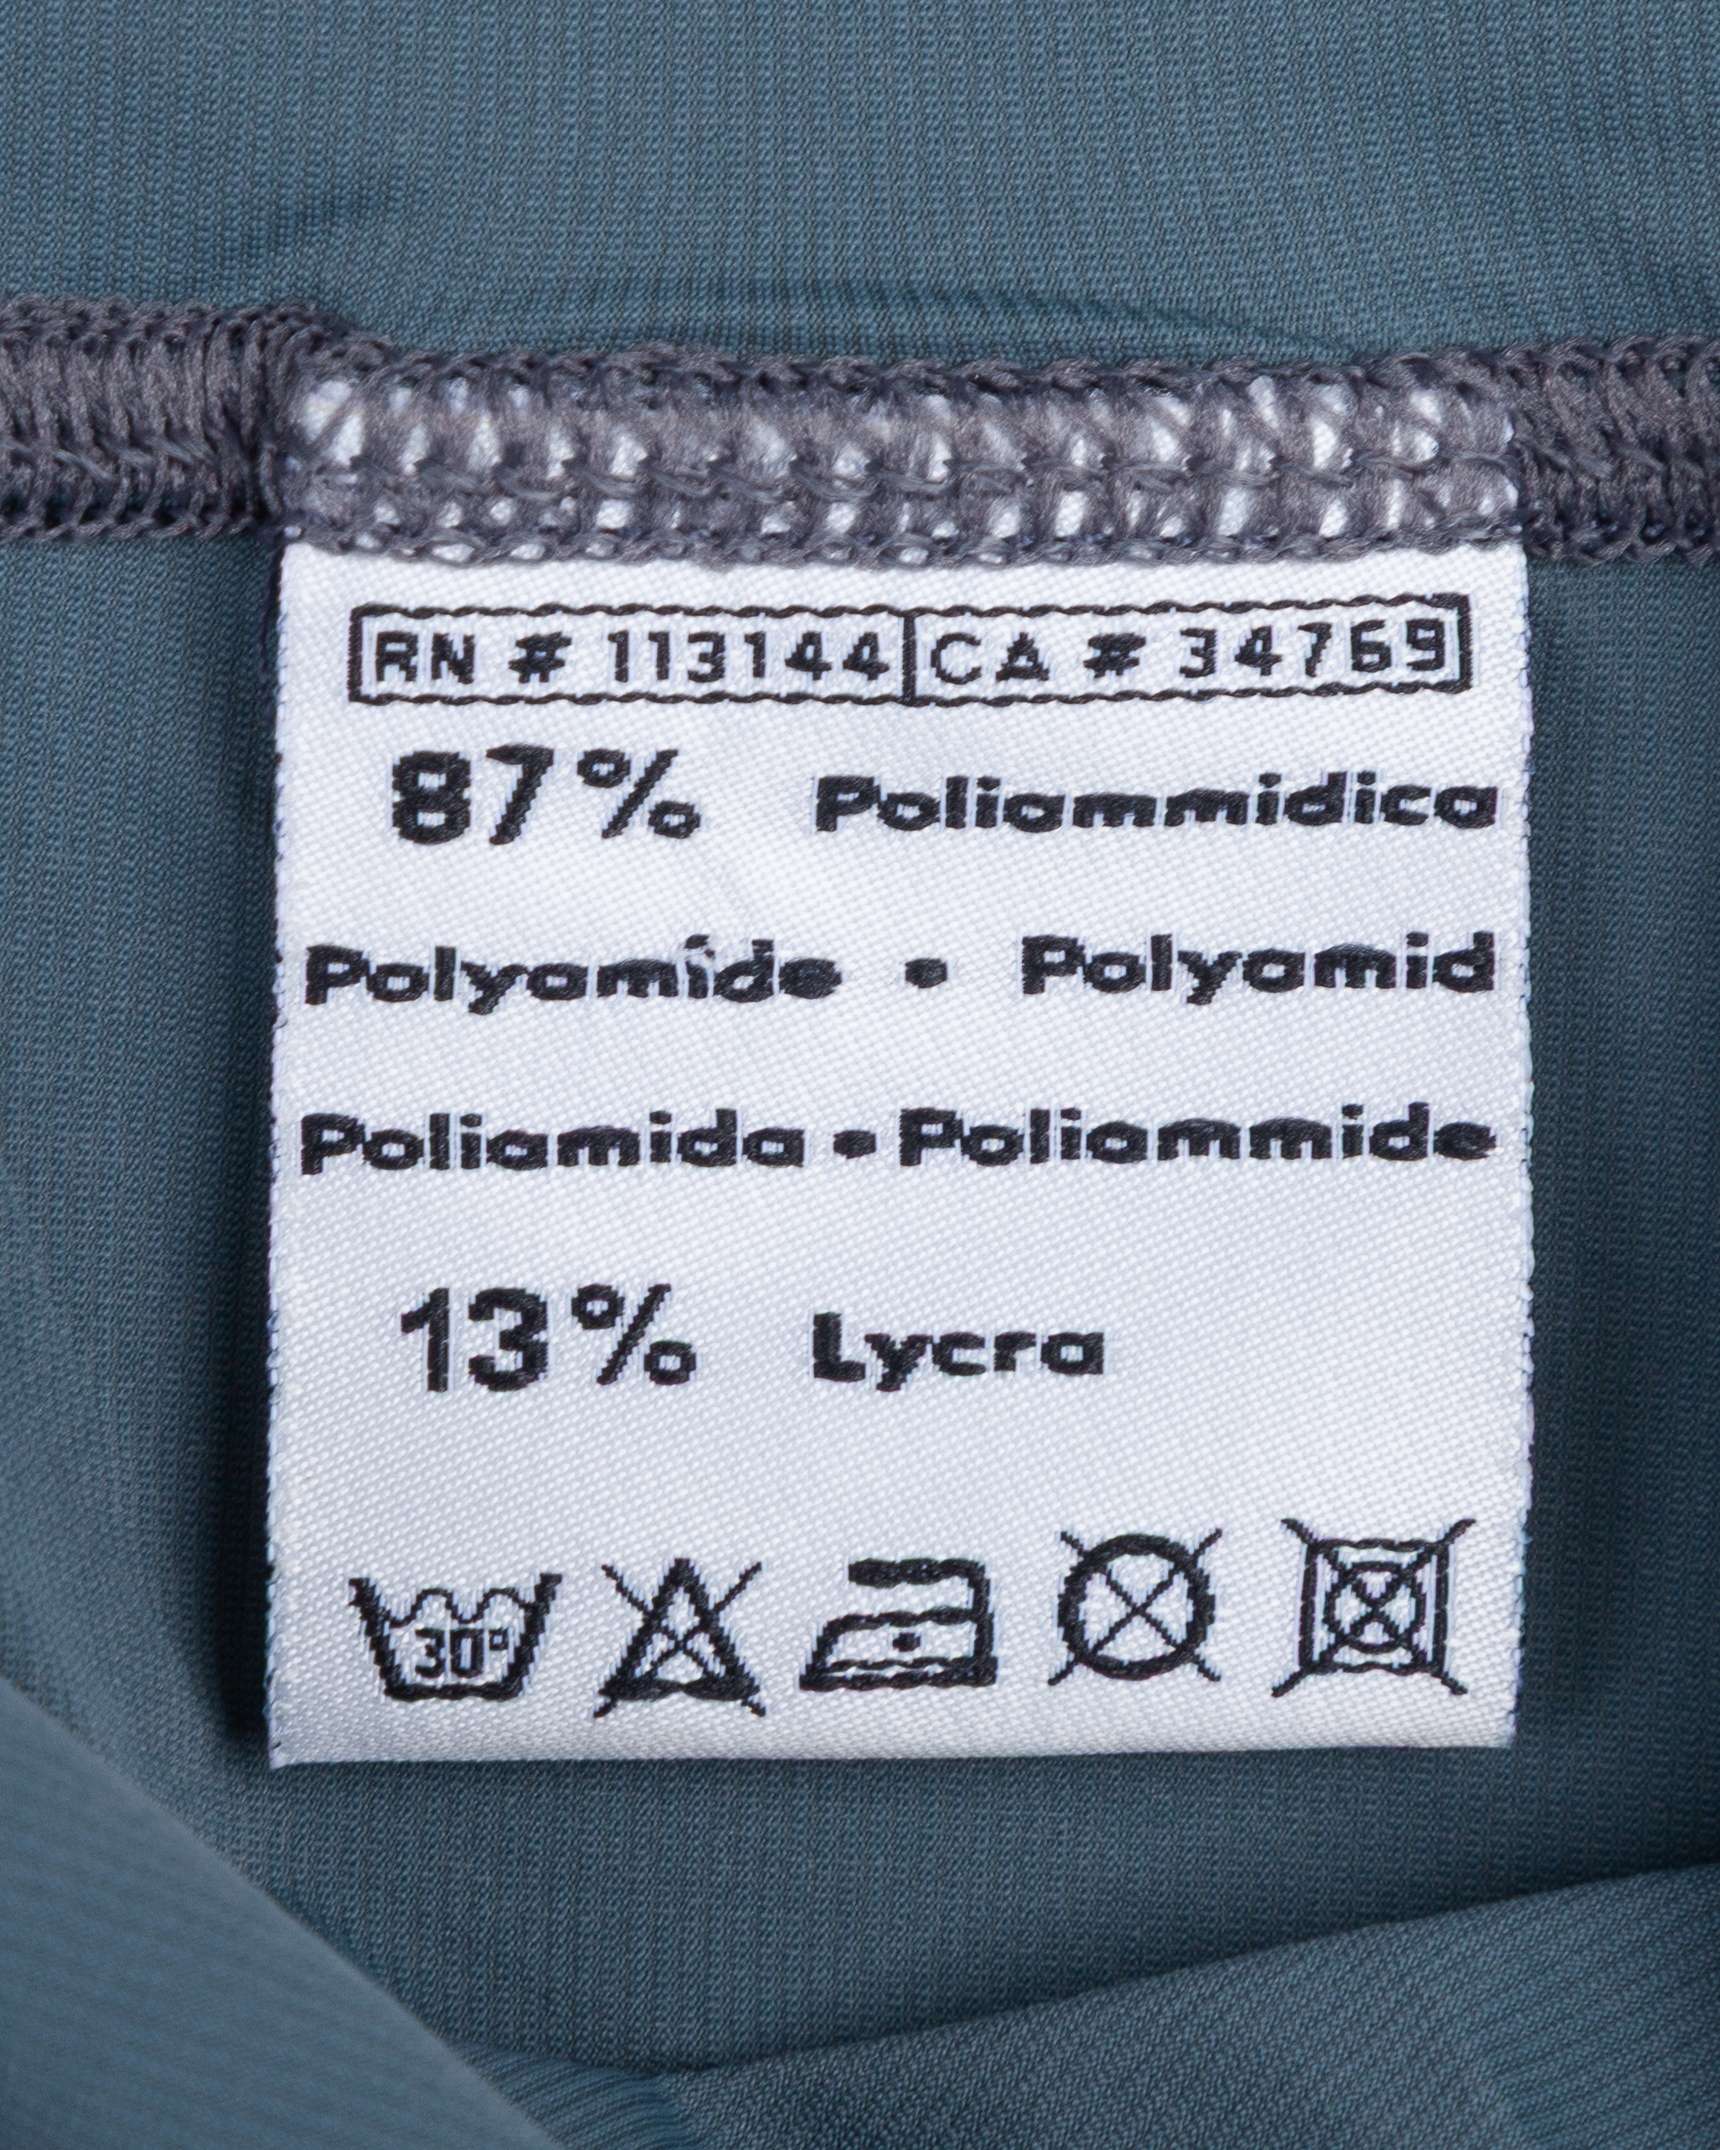 RN # 113144 CA # 34769
87% Poliammidica
Polyamide • Polyamid
Poliamida • Poliammide
13% Lycra
30°